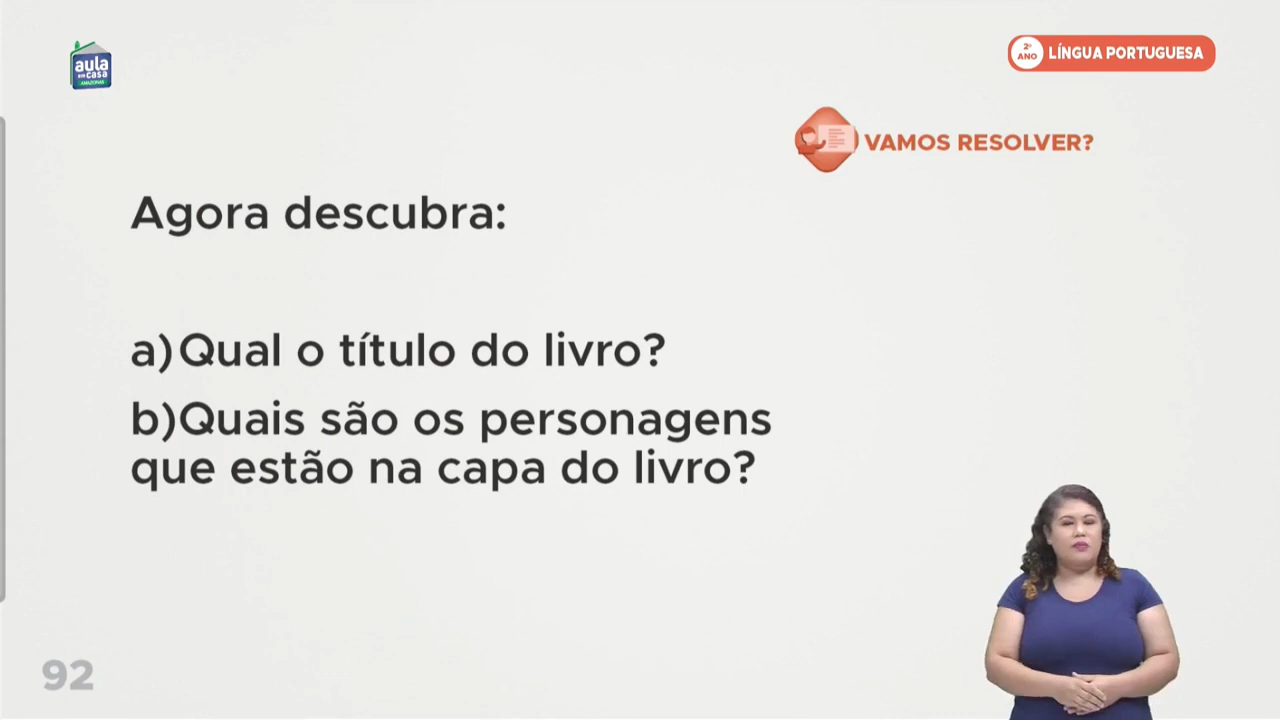 aula
em casa
AMAZONAS
2º
ANO
LÍNGUA PORTUGUESA
VAMOS RESOLVER?
Agora descubra:
a)Qual o título do livro?
b)Quais são os personagens
que estão na capa do livro?
92